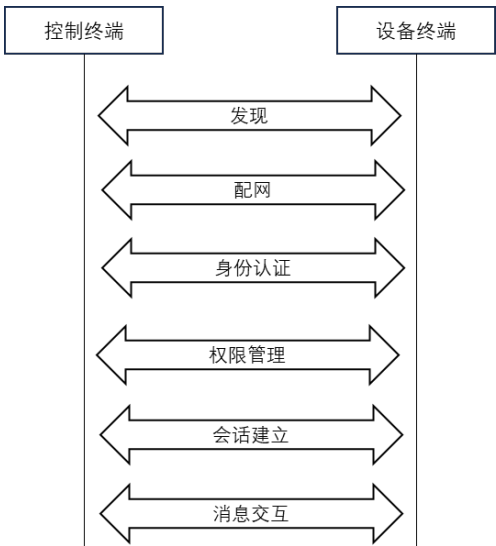 控制终端
设备终端
发现
配网
身份认证
权限管理
会话建立
消息交互